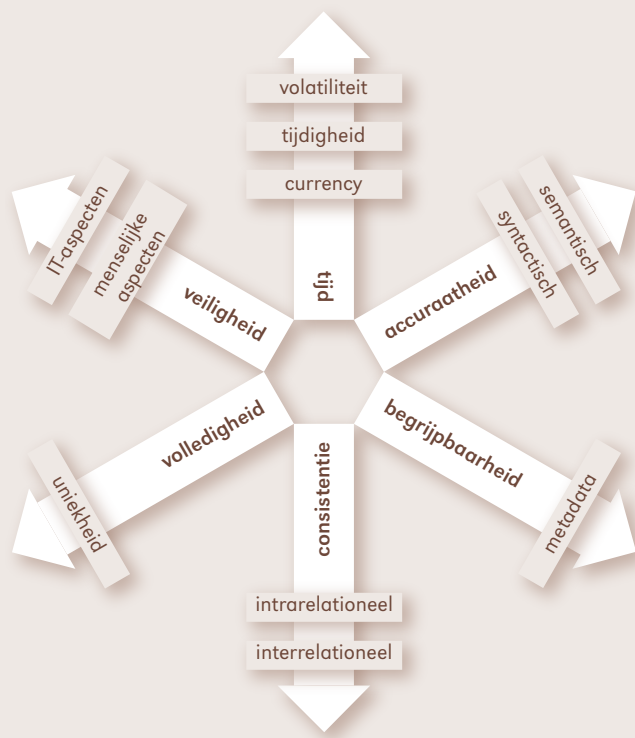 volatiliteit
tijdigheid
currency
tijd
IT-aspecten
menselijke
aspecten
veiligheid
semantisch
syntactisch
accuraatheid
volledigheid
uniekheid
begrijpbaarheid
metadata
consistentie
intrarelationeel
interrelationeel